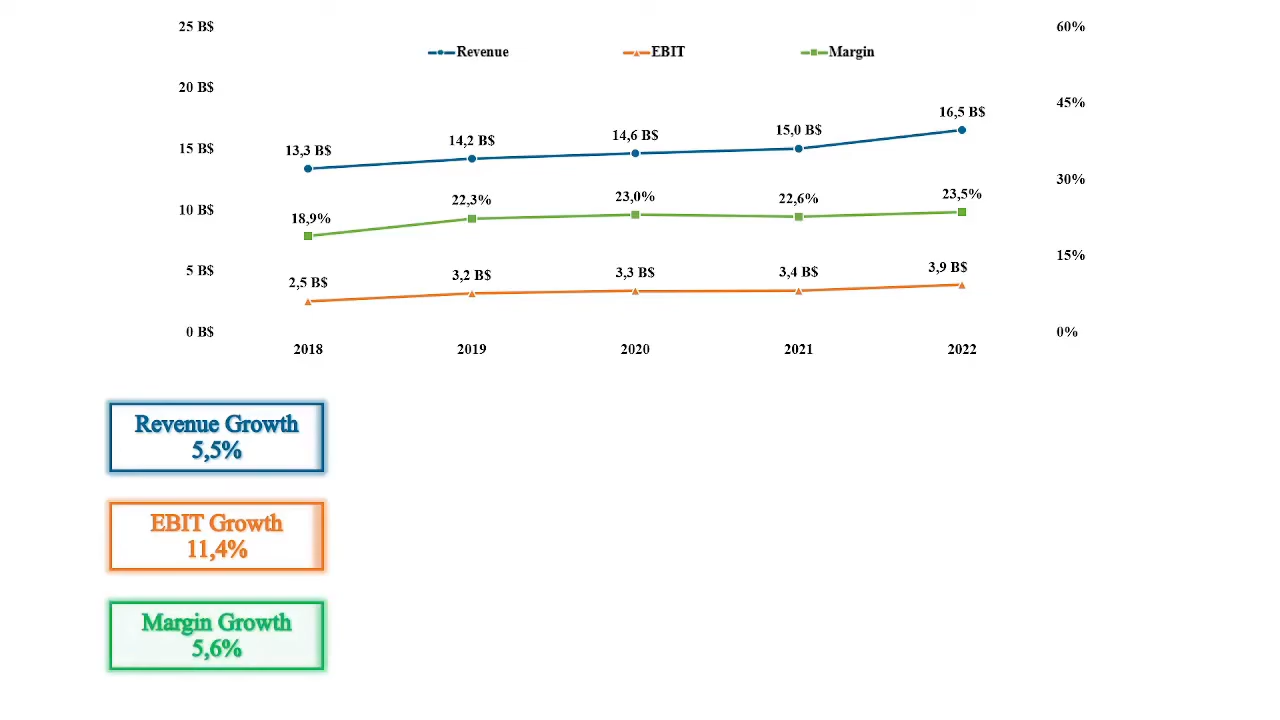 25 B$
60%
Revenue
EBIT
Margin
20 B$
45%
16,5 B$
15,0 B$
14,6 B$
14,2 B$
13,3 B$
15 B$
30%
23,5%
23,0%
22,6%
22,3%
18,9%
10 B$
15%
5 B$
3,9 B$
3,4 B$
3,3 B$
3,2 B$
2,5 B$
0 B$
0%
2018
2019
2020
2021
2022
Revenue Growth
5,5%
EBIT Growth
11,4%
Margin Growth
5,6%